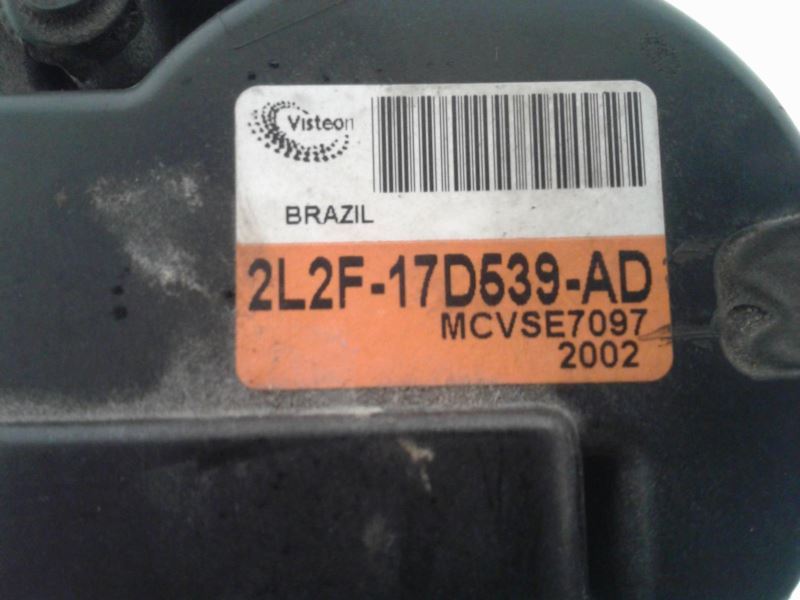 Visteon
BRAZIL
2L2F-17D539-AD
MCVSE7097
2002